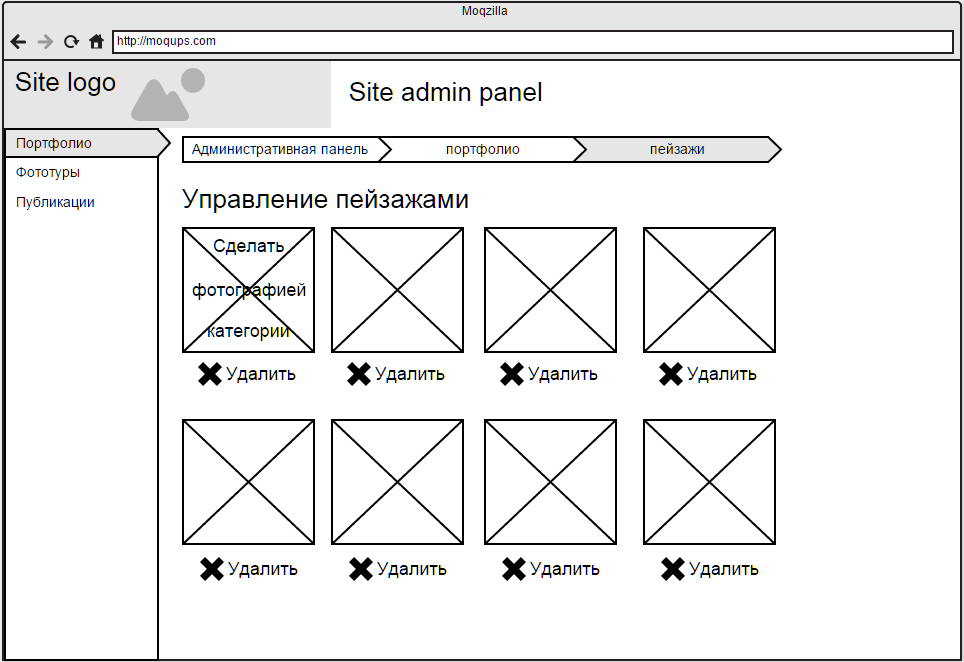 Moqzilla
http://moqups.com
Site logo
Site admin panel
Портфолио
Фототуры
Публикации
Административная панель
портфолио
пейзажи
Управление пейзажами
Сделать
фотографией
категории
Удалить
Удалить
Удалить
Удалить
Удалить
Удалить
Удалить
Удалить